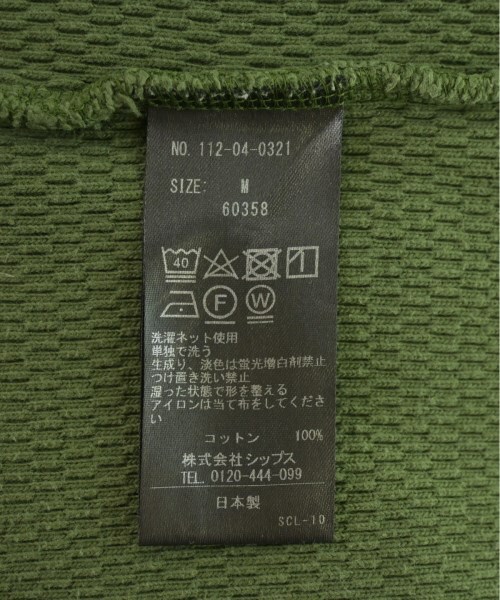 NO. 112-04-0321
SIZE: M
60358
40
F W
洗濯ネット使用
単独で洗う
生成り、淡色は蛍光増白剤禁止
つけ置き洗い禁止
湿った状態で形を整える
アイロンは当て布をしてくださ
い
コットン 100%
株式会社シップス
TEL. 0120-444-099
日本製
SCL-10